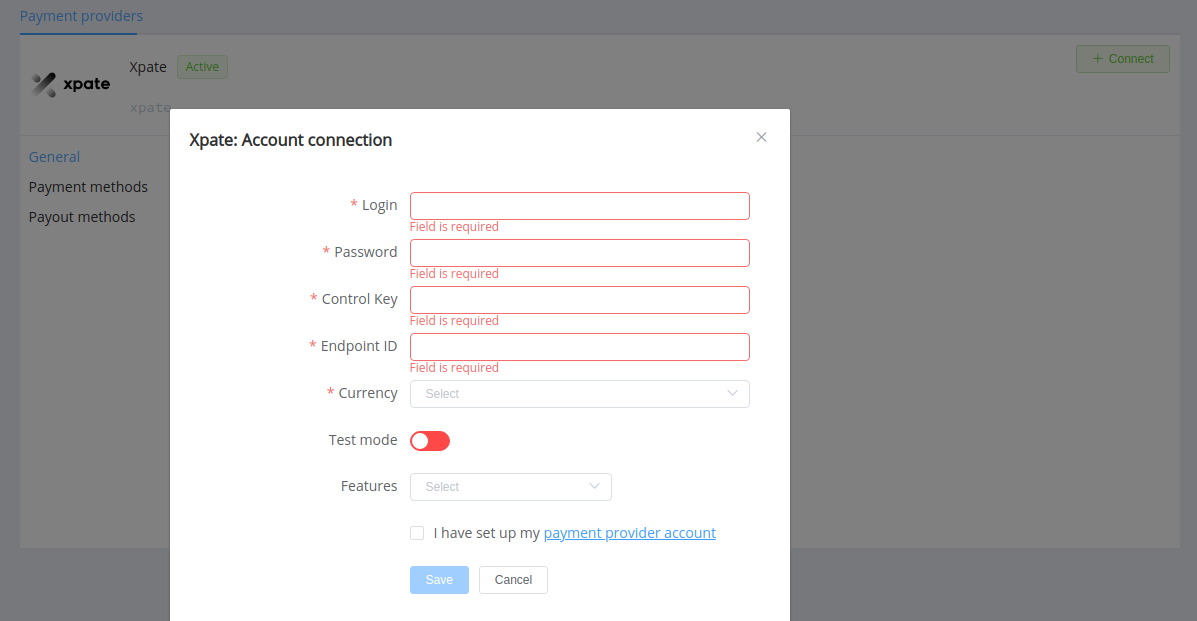 Payment providers
xpate
Xpate Active
+ Connect
xpate
General
Payment methods
Payout methods
Xpate: Account connection
* Login
Field is required
* Password
Field is required
* Control Key
Field is required
* Endpoint ID
Field is required
* Currency Select
Test mode
Features Select
I have set up my payment provider account
Save Cancel